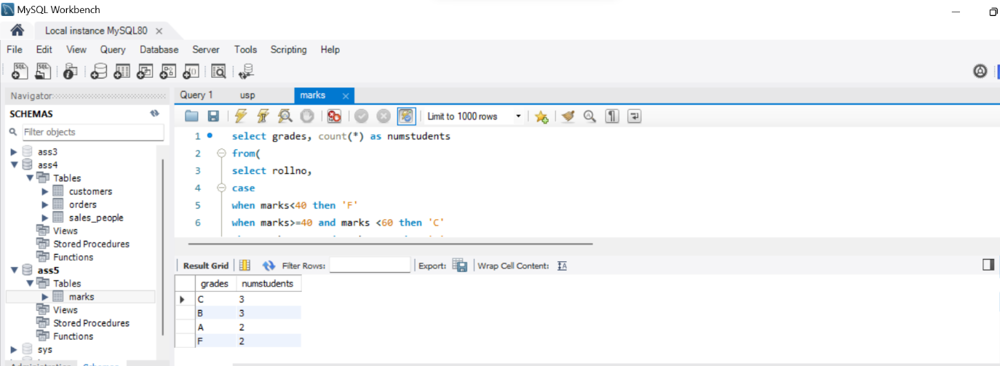 MySQL Workbench
Local instance MySQL80
File Edit View Query Database Server Tools Scripting Help
Navigator
SCHEMAS
Filter objects
ass3
ass4
Tables
customers
orders
sales_people
Views
Stored Procedures
Functions
ass5
Tables
marks
Views
Stored Procedures
Functions
sys
Query 1 usp marks
Limit to 1000 rows
1 select grades, count(*) as numstudents
2 from(
3 select rollno,
4 case
5 when marks<40 then 'F'
6 when marks>=40 and marks <60 then 'C'
Result Grid Filter Rows: Export: Wrap Cell Content:
grades numstudents
C 3
B 3
A 2
F 2